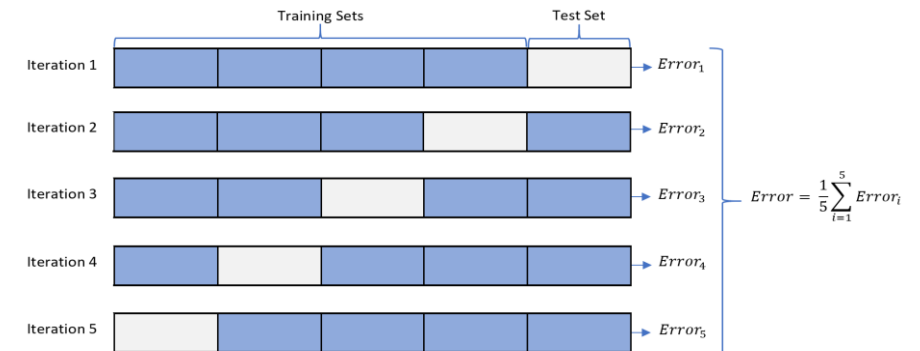 Training Sets Test Set
Iteration 1 Error₁
Iteration 2 Error₂
Iteration 3 Error₃
Iteration 4 Error₄
Iteration 5 Error₅
Error = 1/5 ∑_{i=1}^{5} Errorᵢ